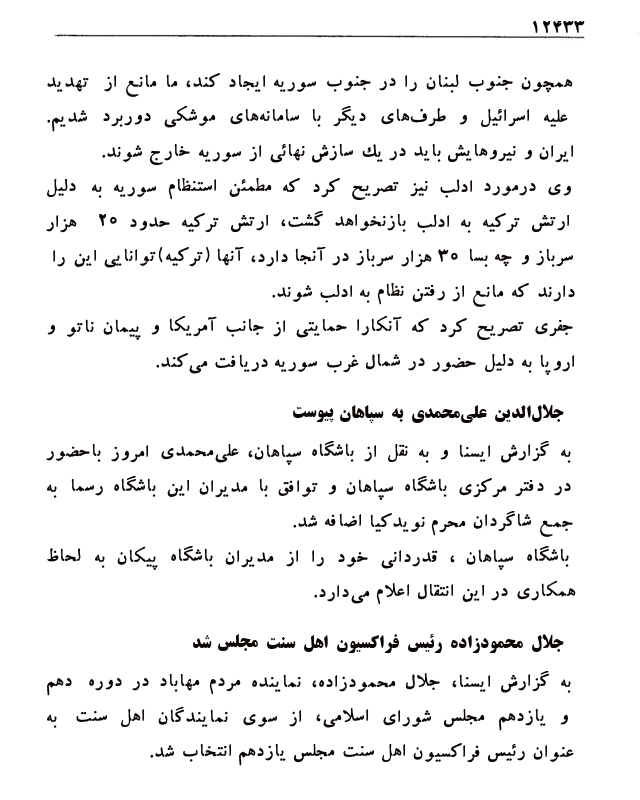 ۱۲۴۳۳
همچون جنوب لبنان را در جنوب سوریه ایجاد کند، ما مانع از تهدید
علیه اسرائیل و طرف‌های دیگر با سامانه‌های موشکی دوربرد شدیم.
ایران و نیروهایش باید در یك سازش نهائی از سوریه خارج شوند.
وی درمورد ادلب نیز تصریح کرد که مطمئن استنظام سوریه به دلیل
ارتش ترکیه به ادلب بازنخواهد گشت، ارتش ترکیه حدود ۲۵ هزار
سرباز و چه بسا ۳۰ هزار سرباز در آنجا دارد، آنها (ترکیه)توانایی این را
دارند که مانع از رفتن نظام به ادلب شوند.
جفری تصریح کرد که آنکارا حمایتی از جانب آمریکا و پیمان ناتو و
اروپا به دلیل حضور در شمال غرب سوریه دریافت می‌کند.
جلال‌الدین علی‌محمدی به سپاهان پیوست
به گزارش ایسنا و به نقل از باشگاه سپاهان، علی‌محمدی امروز باحضور
در دفتر مرکزی باشگاه سپاهان و توافق با مدیران این باشگاه رسما به
جمع شاگردان محرم نویدکیا اضافه شد.
باشگاه سپاهان ، قدردانی خود را از مدیران باشگاه پیکان به لحاظ
همکاری در این انتقال اعلام می‌دارد.
جلال محمودزاده رئیس فراکسیون اهل سنت مجلس شد
به گزارش ایسنا، جلال محمودزاده، نماینده مردم مهاباد در دوره دهم
و یازدهم مجلس شورای اسلامی، از سوی نمایندگان اهل سنت به
عنوان رئیس فراکسیون اهل سنت مجلس یازدهم انتخاب شد.